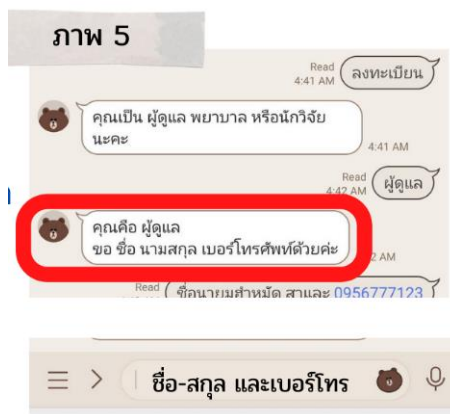 ภาพ 5
Read
4:41 AM
ลงทะเบียน
คุณเป็น ผู้ดูแล พยาบาล หรือนักวิจัย
นะคะ
4:41 AM
Read
4:42 AM
ผู้ดูแล
คุณคือ ผู้ดูแล
ขอ ชื่อ นามสกุล เบอร์โทรศัพท์ด้วยค่ะ
2 AM
Read
0956777123
ชื่อ-สกุล และเบอร์โทร